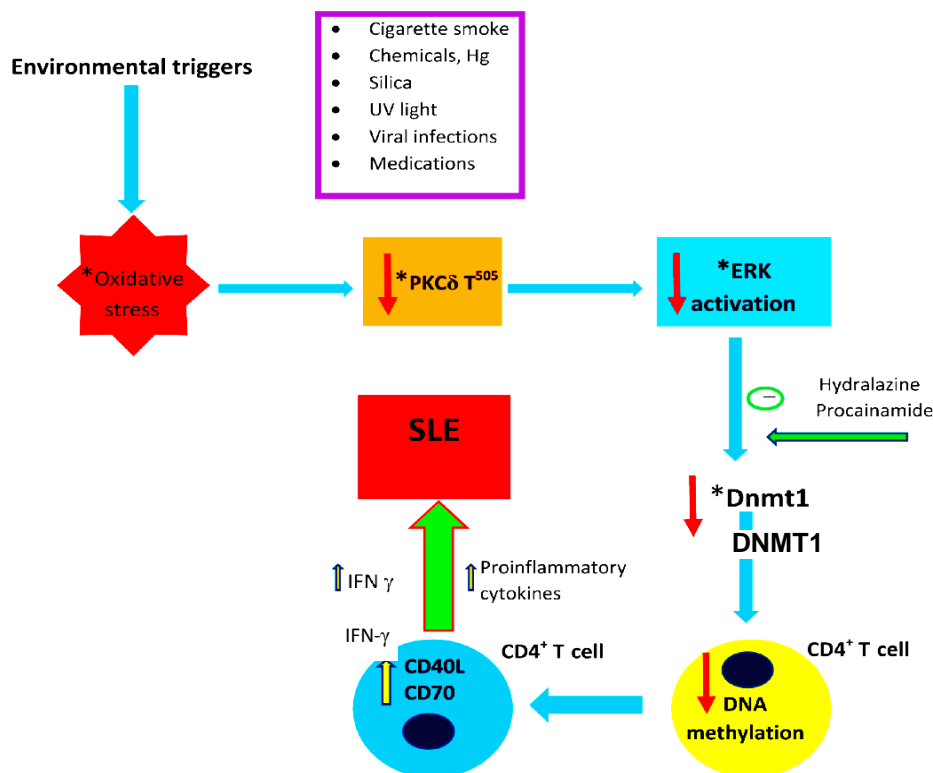 Environmental triggers
• Cigarette smoke
• Chemicals, Hg
• Silica
• UV light
• Viral infections
• Medications
*Oxidative
stress
*PKCδ T⁵⁰⁵
*ERK
activation
Hydralazine
Procainamide
−
SLE
*Dnmt1
DNMT1
IFN γ
Proinflammatory
cytokines
IFN-γ
CD40L
CD70
CD4⁺ T cell
CD4⁺ T cell
DNA
methylation